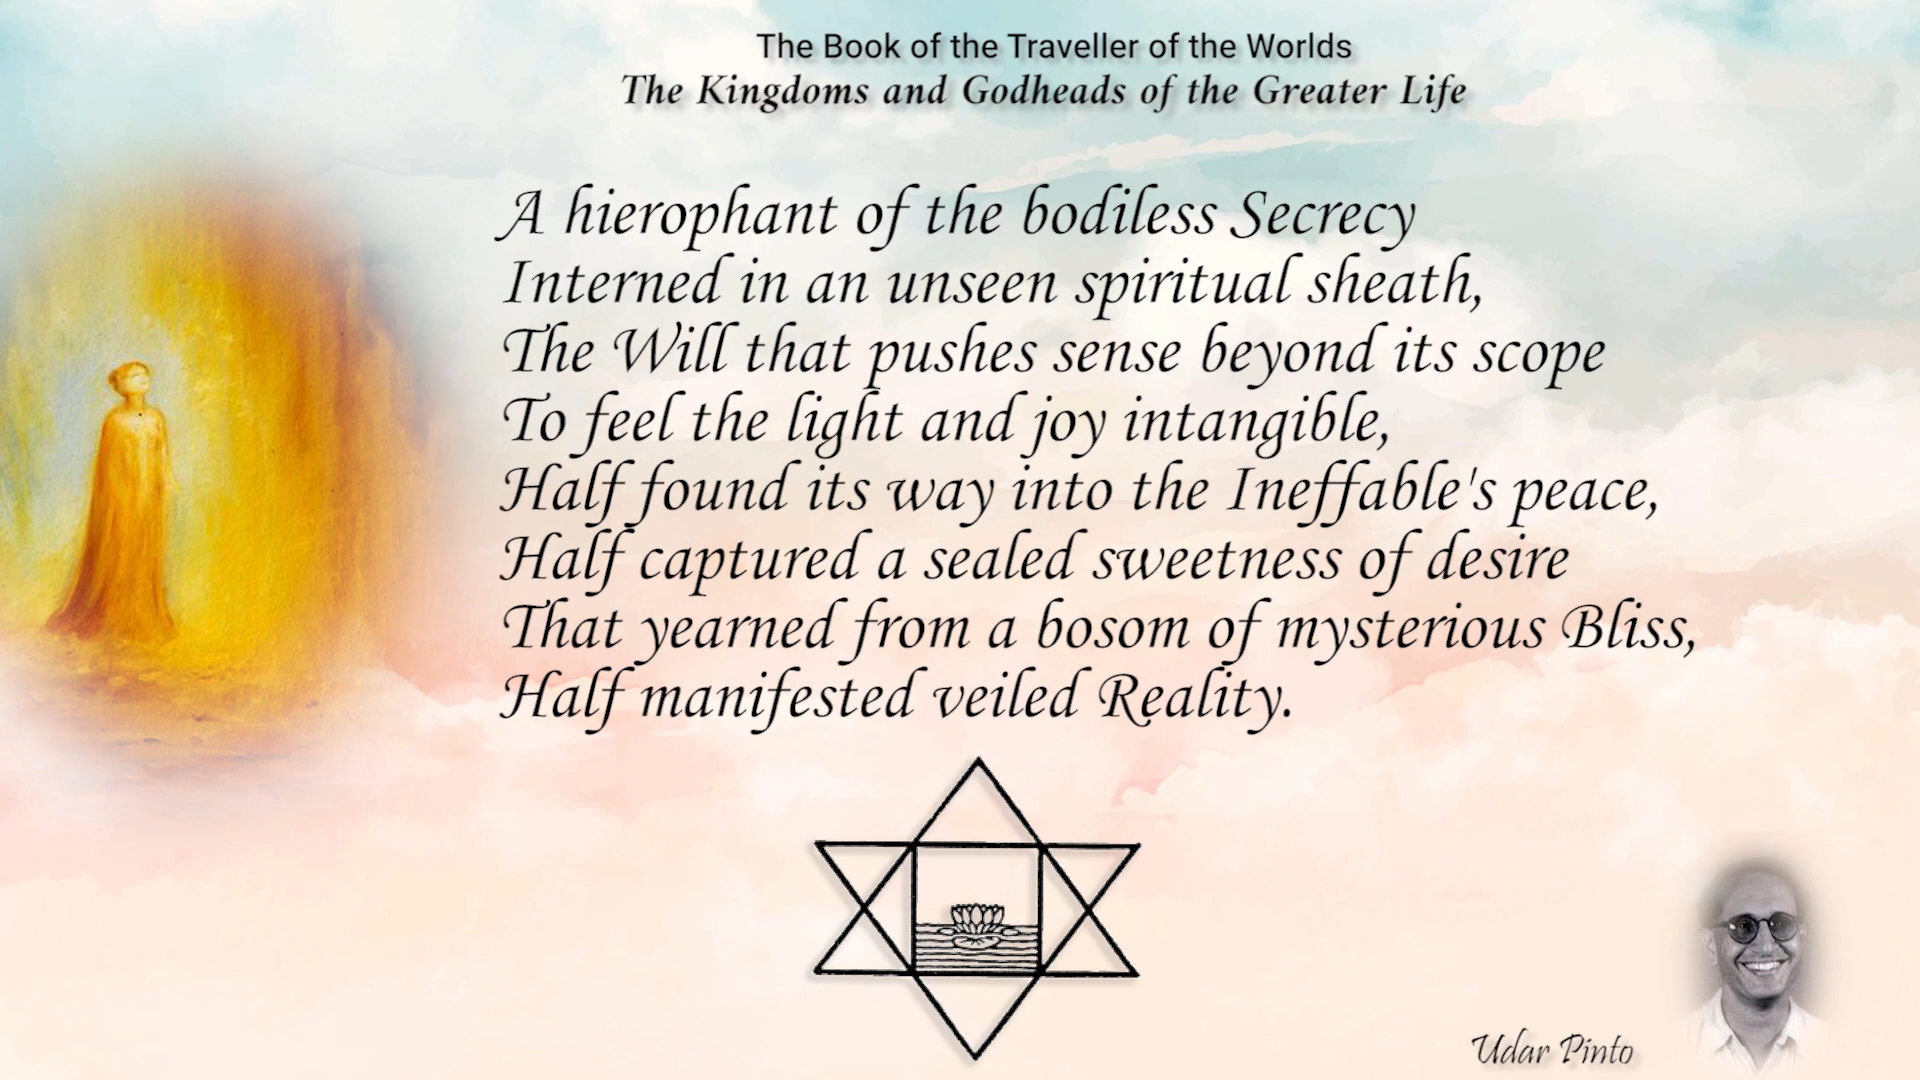 The Book of the Traveller of the Worlds
The Kingdoms and Godheads of the Greater Life
A hierophant of the bodiless Secrecy
Interned in an unseen spiritual sheath,
The Will that pushes sense beyond its scope
To feel the light and joy intangible,
Half found its way into the Ineffable's peace,
Half captured a sealed sweetness of desire
That yearned from a bosom of mysterious Bliss,
Half manifested veiled Reality.
Udar Pinto